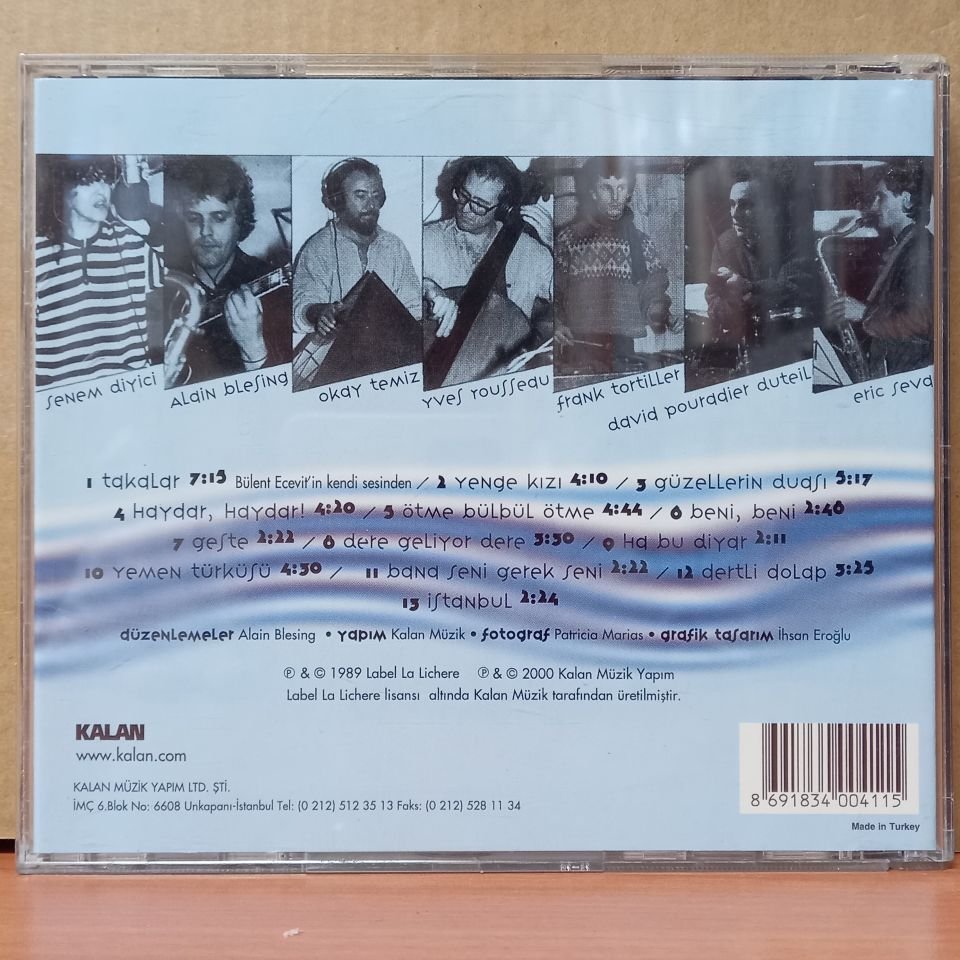 senem diyici
Alain Blesing
okay temiz
Yves Rousseau
frank tortiller
david pouradier duteil
eric seva
1 takalar 7:15 Bülent Ecevit'in kendi sesinden / 2 yenge kızı 4:10 / 3 güzellerin duası 5:17
4 Haydar, Haydar! 4:20 / 5 ötme bülbül ötme 4:44 / 6 beni, beni 2:46
7 geste 2:22 / 8 dere geliyor dere 3:30 / 9 Ha bu diyar 2:11
10 yemen türküsü 4:30 / 11 bana seni gerek seni 2:22 / 12 dertli dolap 3:25
13 istanbul 2:24
düzenlemeler Alain Blesing • yapım Kalan Müzik • fotograf Patricia Marias • grafik tasarım İhsan Eroğlu
℗ & © 1989 Label La Lichere ℗ & © 2000 Kalan Müzik Yapım
Label La Lichere lisansı altında Kalan Müzik tarafından üretilmiştir.
KALAN
www.kalan.com
KALAN MÜZİK YAPIM LTD. ŞTİ.
İMÇ 6.Blok No: 6608 Unkapanı-İstanbul Tel: (0 212) 512 35 13 Faks: (0 212) 528 11 34
8 691834 004115
Made in Turkey